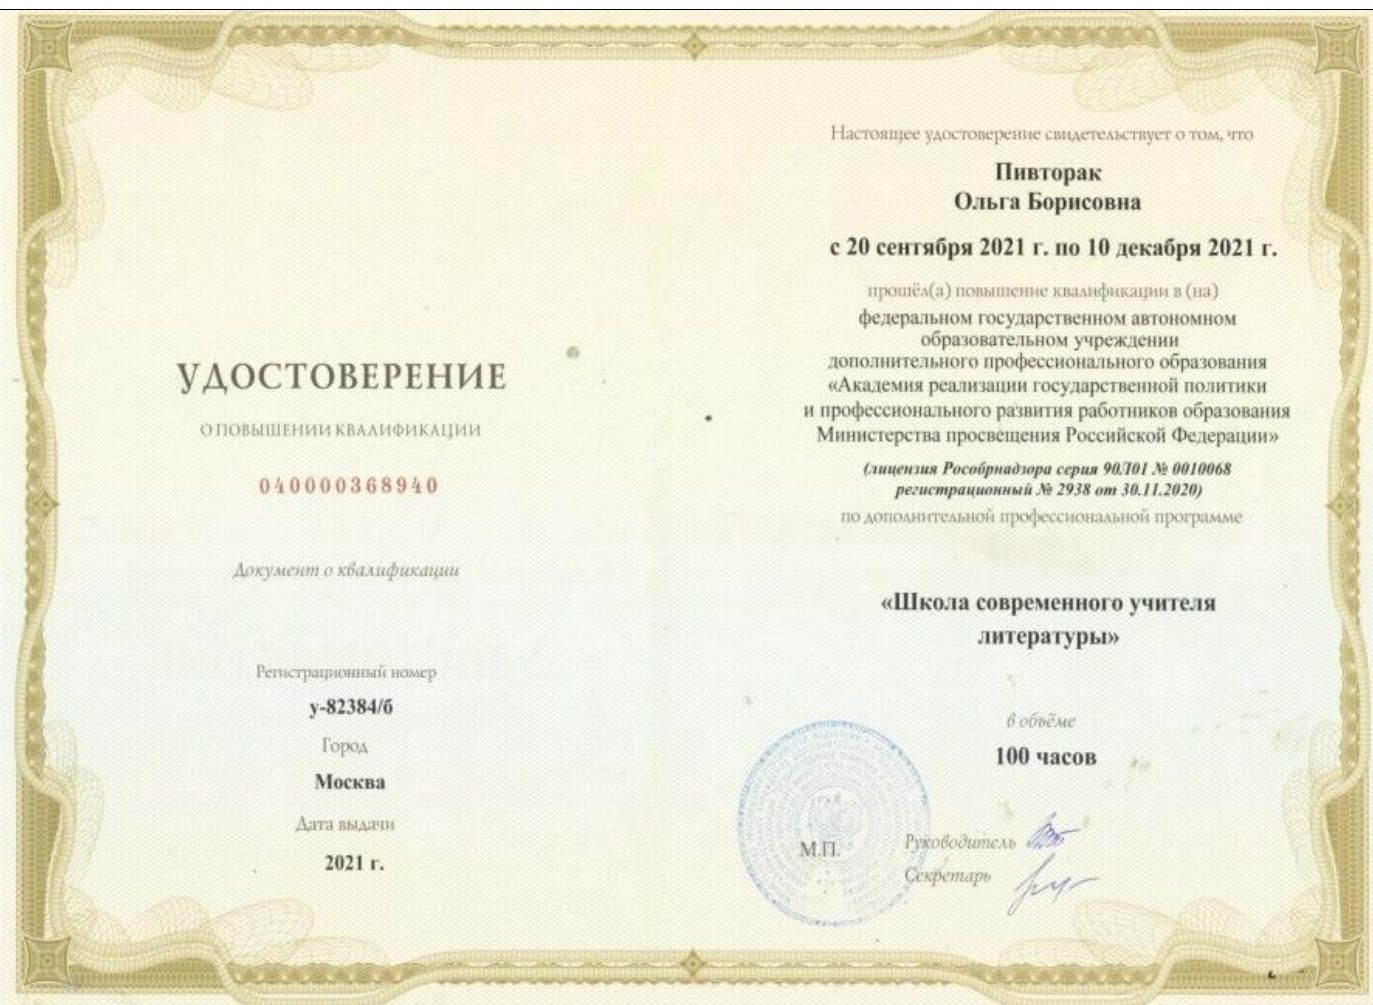 УДОСТОВЕРЕНИЕ
О ПОВЫШЕНИИ КВАЛИФИКАЦИИ
040000368940
Документ о квалификации
Регистрационный номер
у-82384/б
Город
Москва
Дата выдачи
2021 г.
Настоящее удостоверение свидетельствует о том, что
Пивторак
Ольга Борисовна
с 20 сентября 2021 г. по 10 декабря 2021 г.
прошёл(а) повышение квалификации в (на)
федеральном государственном автономном
образовательном учреждении
дополнительного профессионального образования
«Академия реализации государственной политики
и профессионального развития работников образования
Министерства просвещения Российской Федерации»
(лицензия Рособрнадзора серия 90Л01 № 0010068
регистрационный № 2938 от 30.11.2020)
по дополнительной профессиональной программе
«Школа современного учителя
литературы»
в объёме
100 часов
М.П.
Руководитель
Секретарь